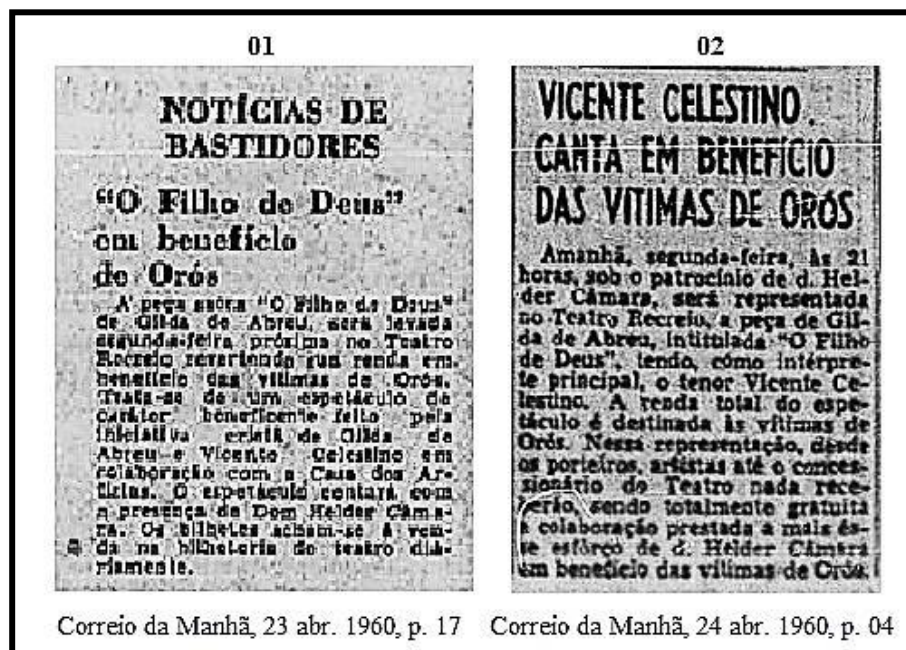 01
NOTÍCIAS DE
BASTIDORES
"O Filho de Deus"
em benefício
de Orós
A peça sacra "O Filho de Deus"
de Gilda de Abreu, será levada
segunda-feira próxima no Teatro
Recreio revertendo sua renda em
benefício das vítimas de Orós.
Trata-se de um espetáculo de
caráter beneficente feito pela
iniciativa cristã de Gilda de
Abreu e Vicente Celestino em
colaboração com a Casa dos Ar-
tistas. O espetáculo contará com
a presença de Dom Helder Câma-
ra. Os bilhetes acham-se à ven-
da na bilheteria do teatro dià-
riamente.
Correio da Manhã, 23 abr. 1960, p. 17
02
VICENTE CELESTINO
CANTA EM BENEFÍCIO
DAS VITIMAS DE ORÓS
Amanhã, segunda-feira, às 21
horas, sob o patrocínio de d. Hel-
der Câmara, será representada
no Teatro Recreio, a peça de Gil-
da de Abreu, intitulada "O Filho
de Deus", tendo, como intérpre-
te principal, o tenor Vicente Ce-
lestino. A renda total do espe-
táculo é destinada às vítimas de
Orós. Nessa representação, desde
os porteiros, artistas até o conces-
sionário do Teatro nada rece-
berão, sendo totalmente gratuita
a colaboração prestada a mais ês-
se esfôrço de d. Helder Câmara
em benefício das vítimas de Orós.
Correio da Manhã, 24 abr. 1960, p. 04